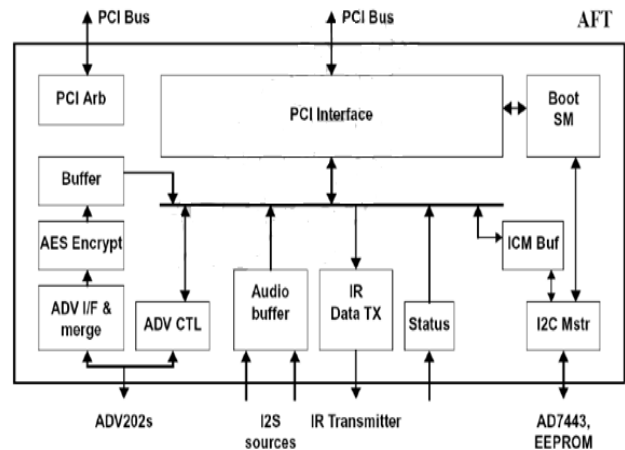 PCI Bus
PCI Bus
AFT
PCI Arb
PCI Interface
Boot
SM
Buffer
AES Encrypt
ICM Buf
ADV I/F &
merge
ADV CTL
Audio
buffer
IR
Data TX
Status
I2C Mstr
ADV202s
I2S
sources
IR Transmitter
AD7443,
EEPROM